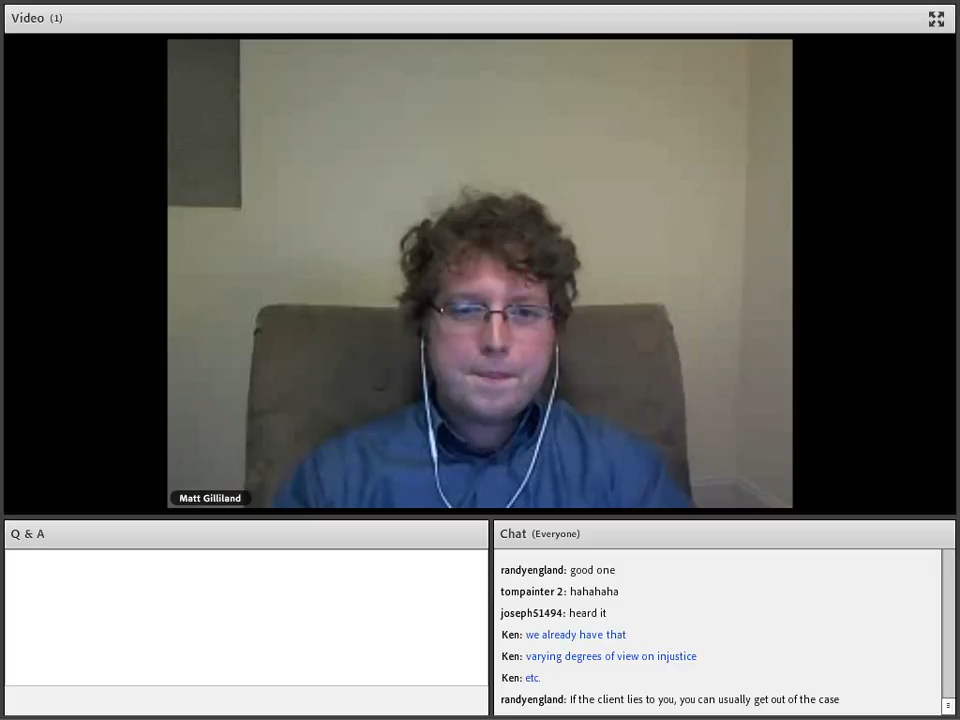 Video (1)
Matt Gilliland
Q & A
Chat (Everyone)
randyengland: good one
tompainter 2: hahahaha
joseph51494: heard it
Ken: we already have that
Ken: varying degrees of view on injustice
Ken: etc.
randyengland: If the client lies to you, you can usually get out of the case